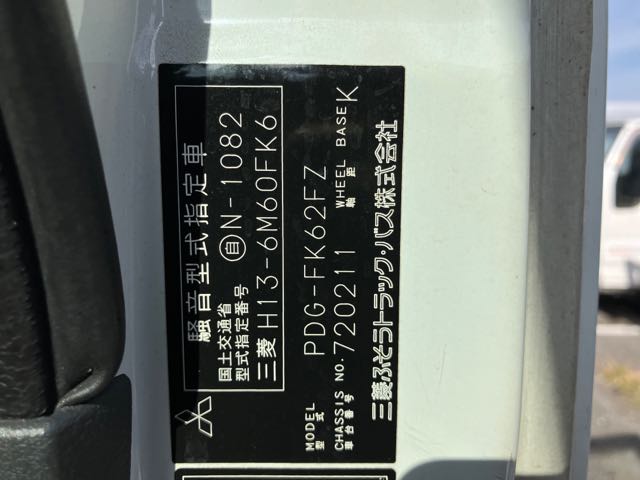 騒音型式指定車
国土交通省
型式指定番号 自N-1082
三菱 H13-6M60FK6
MODEL
型式 PDG-FK62FZ
CHASSIS NO.
車台番号 720211
WHEEL BASE
軸距 K
三菱ふそうトラック・バス株式会社